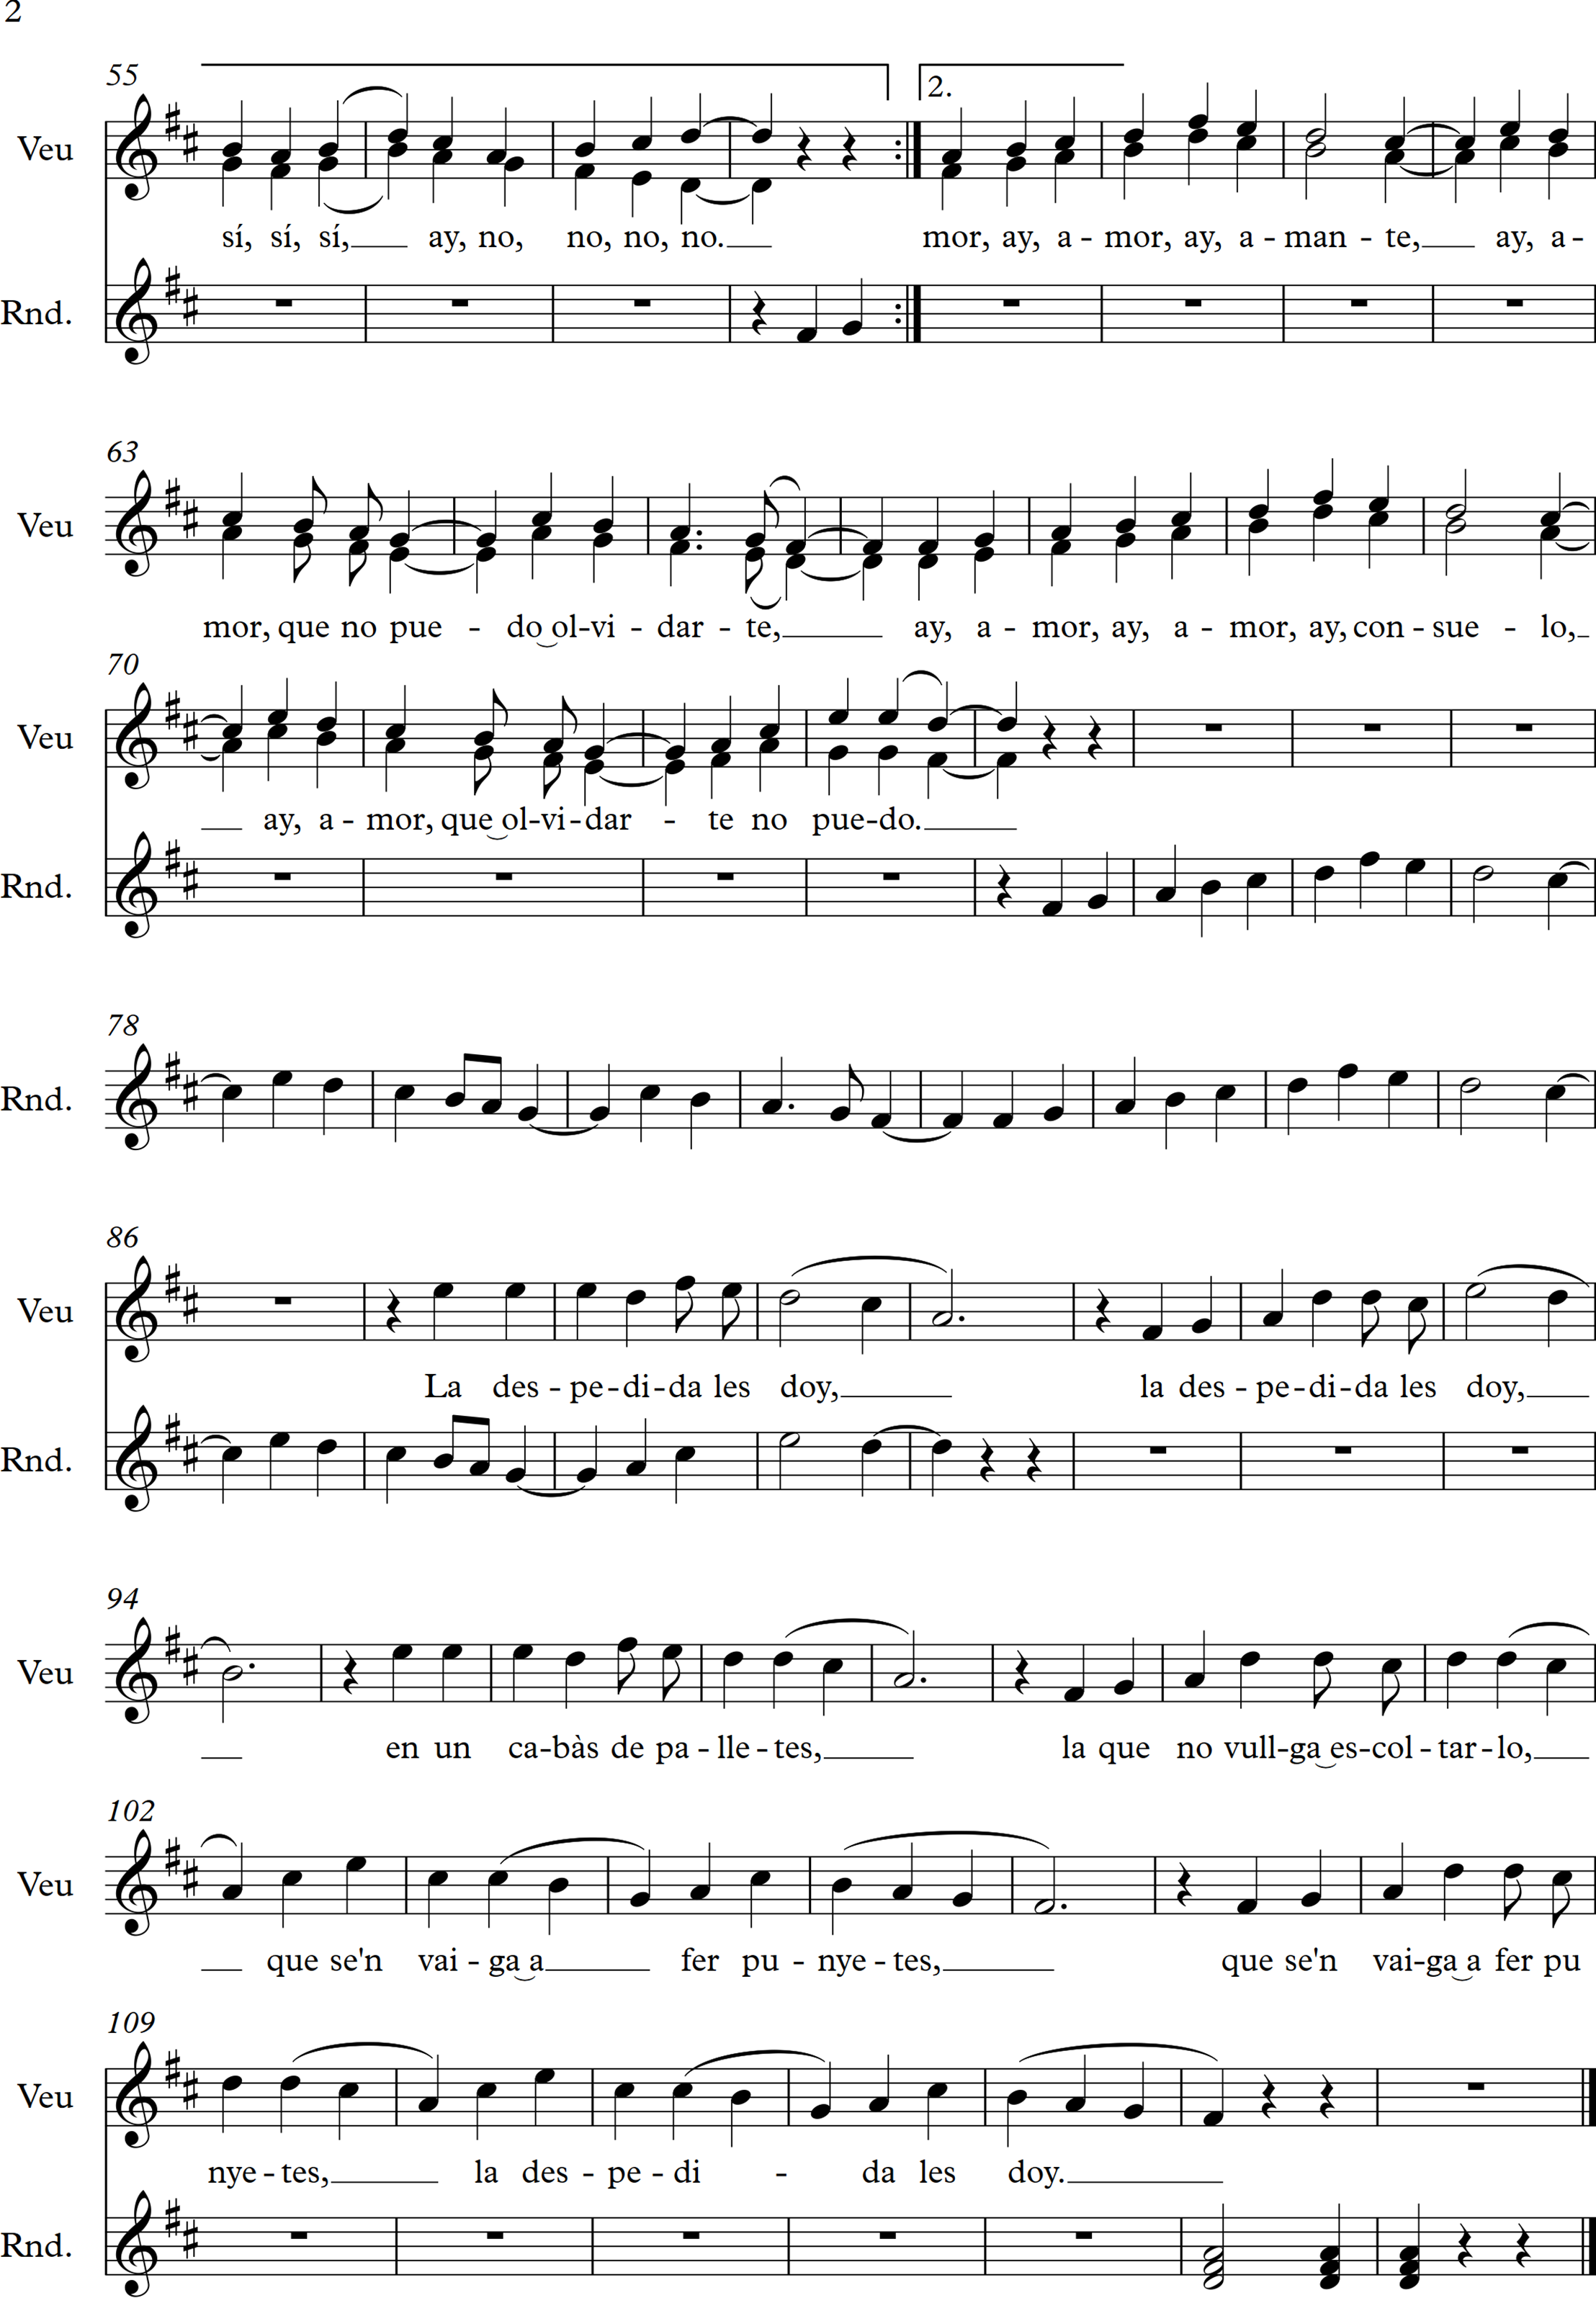 2
55
2.
Veu
sí, sí, sí, ay, no, no, no, no. mor, ay, a - mor, ay, a - man - te, ay, a -
Rnd.
63
Veu
mor, que no pue - do‿ol-vi - dar - te, ay, a - mor, ay, a - mor, ay, con - sue - lo,
70
Veu
ay, a - mor, que‿ol-vi-dar - te no pue-do.
Rnd.
78
Rnd.
86
Veu
La des - pe-di-da les doy, la des - pe-di-da les doy,
Rnd.
94
Veu
en un ca-bàs de pa - lle - tes, la que no vull-ga‿es-col - tar - lo,
102
Veu
que se'n vai - ga‿a fer pu - nye - tes, que se'n vai-ga‿a fer pu
109
Veu
nye - tes, la des - pe - di - da les doy.
Rnd.